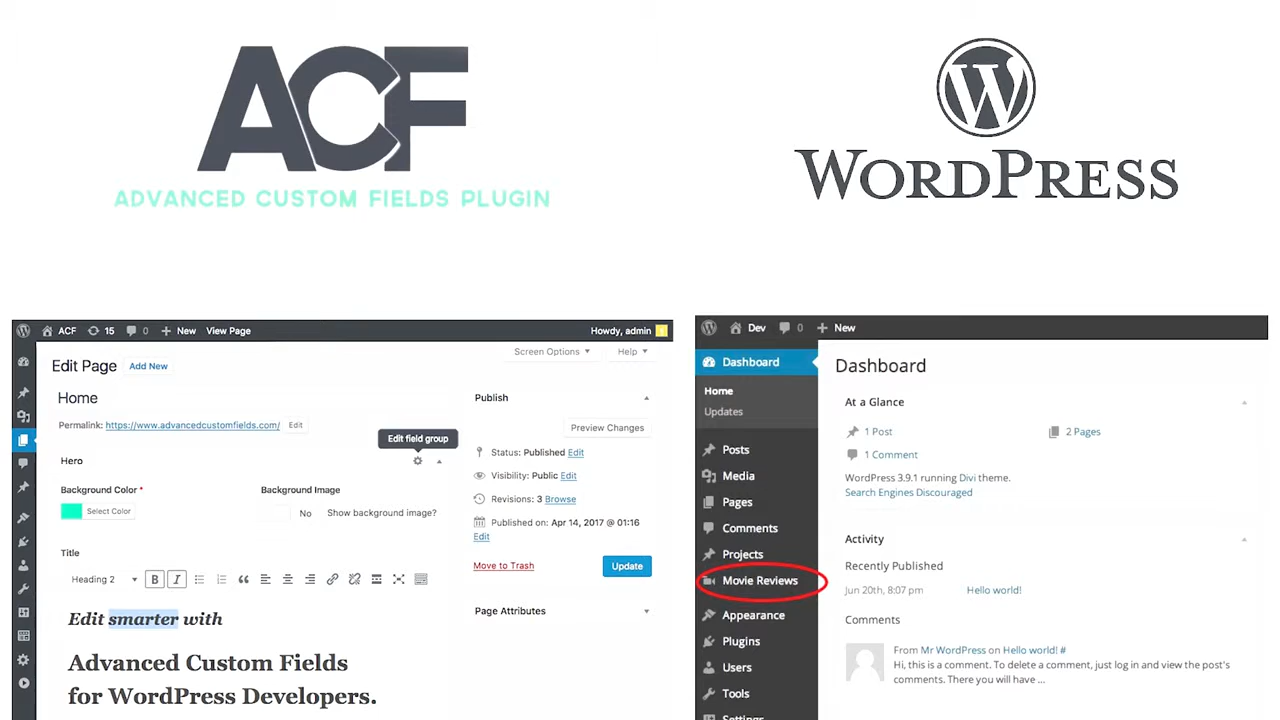 ACF
ADVANCED CUSTOM FIELDS PLUGIN
WORDPRESS
ACF 15 0 New View Page Howdy, admin
Screen Options Help
Edit Page Add New
Home
Permalink: https://www.advancedcustomfields.com/ Edit
Edit field group
Hero
Background Color * Background Image
Select Color No Show background image?
Title
Heading 2 B I
Edit smarter with
Advanced Custom Fields
for WordPress Developers.
Publish
Preview Changes
Status: Published Edit
Visibility: Public Edit
Revisions: 3 Browse
Published on: Apr 14, 2017 @ 01:16
Edit
Move to Trash Update
Page Attributes
Dev 0 New
Dashboard
Home
Updates
Posts
Media
Pages
Comments
Projects
Movie Reviews
Appearance
Plugins
Users
Tools
Settings
Dashboard
At a Glance
1 Post 2 Pages
1 Comment
WordPress 3.9.1 running Divi theme.
Search Engines Discouraged
Activity
Recently Published
Jun 20th, 8:07 pm Hello world!
Comments
From Mr WordPress on Hello world! #
Hi, this is a comment. To delete a comment, just log in and view the post's
comments. There you will have ...